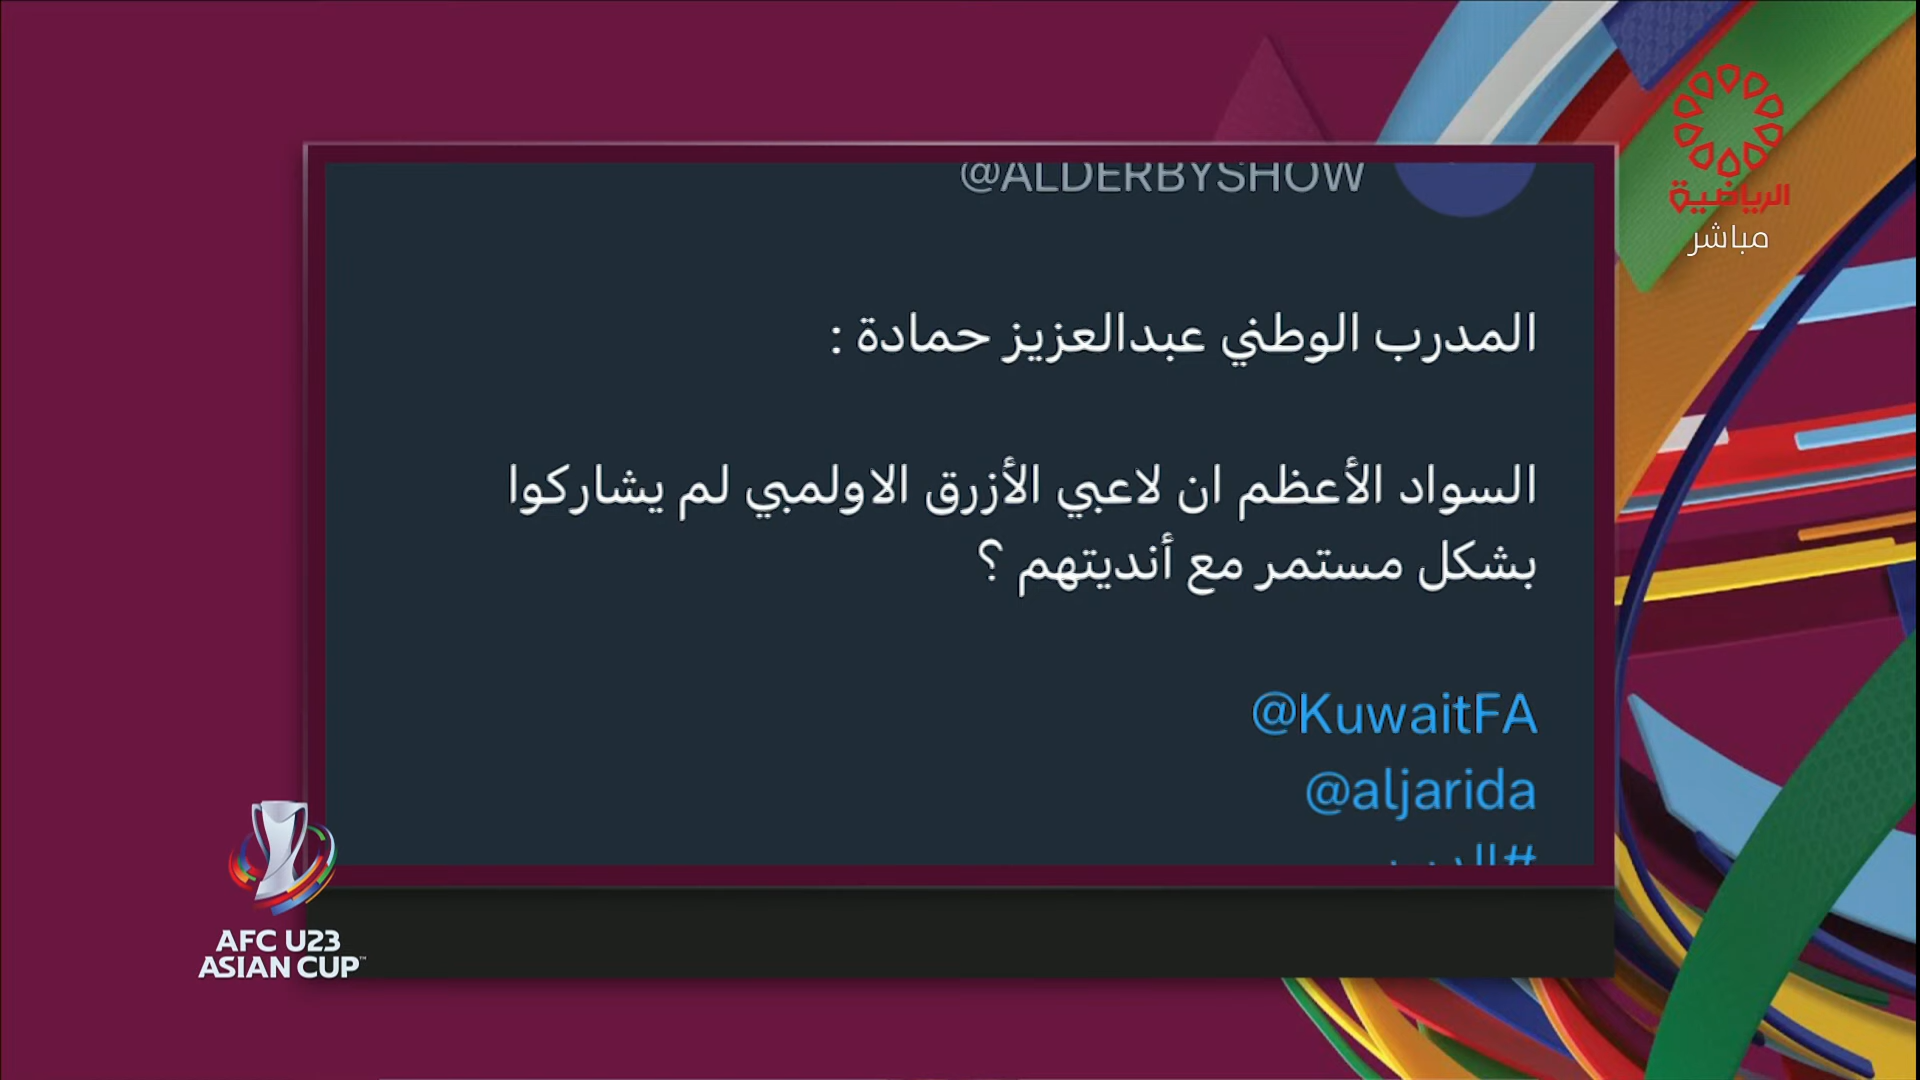 @ALDERBYSHOW
الرياضية
مباشر
المدرب الوطني عبدالعزيز حمادة :
السواد الأعظم ان لاعبي الأزرق الاولمبي لم يشاركوا
بشكل مستمر مع أنديتهم ؟
@KuwaitFA
@aljarida
AFC U23
ASIAN CUP™